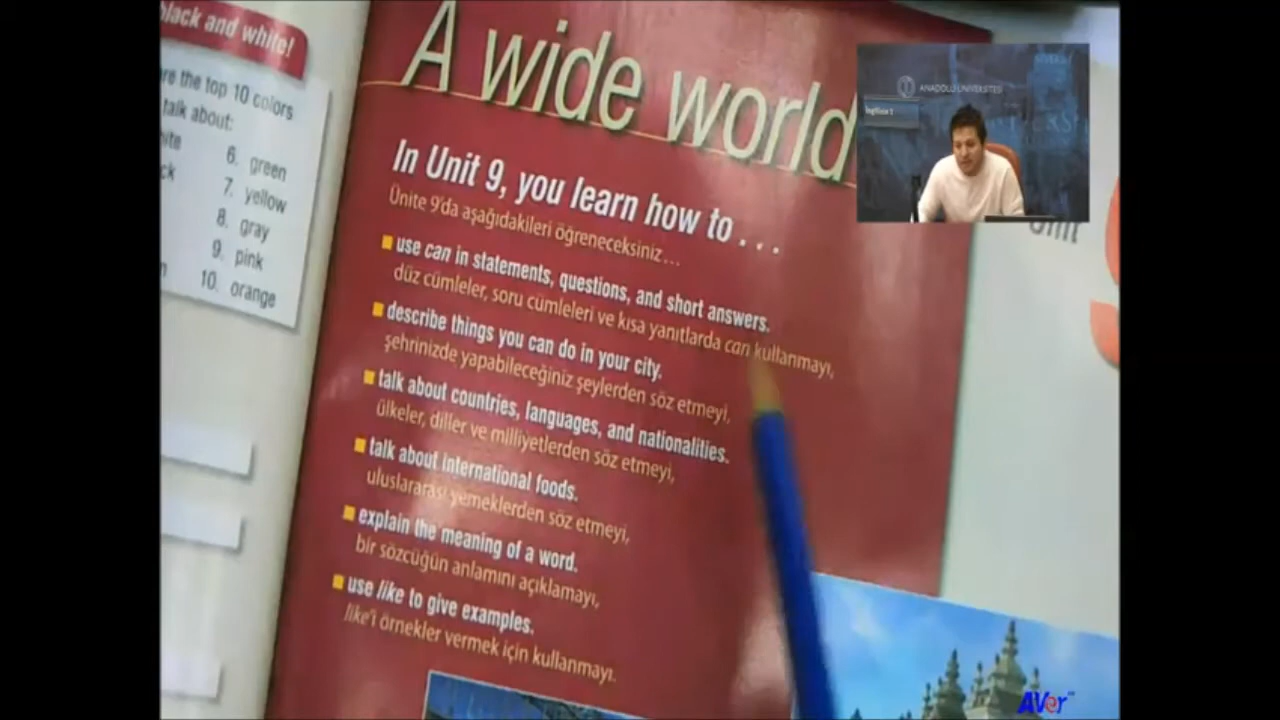 black and white!
the top 10 colors
talk about:
6. green
7. yellow
8. gray
9. pink
10. orange
A wide world
In Unit 9, you learn how to . . .
Ünite 9'da aşağıdakileri öğreneceksiniz...
use can in statements, questions, and short answers.
düz cümleler, soru cümleleri ve kısa yanıtlarda can kullanmayı,
describe things you can do in your city.
şehrinizde yapabileceğiniz şeylerden söz etmeyi,
talk about countries, languages, and nationalities.
ülkeler, diller ve milliyetlerden söz etmeyi,
talk about international foods.
uluslararası yemeklerden söz etmeyi,
explain the meaning of a word.
bir sözcüğün anlamını açıklamayı,
use like to give examples.
like'i örnekler vermek için kullanmayı.
ANADOLU ÜNİVERSİTESİ
Unit
9
AVer